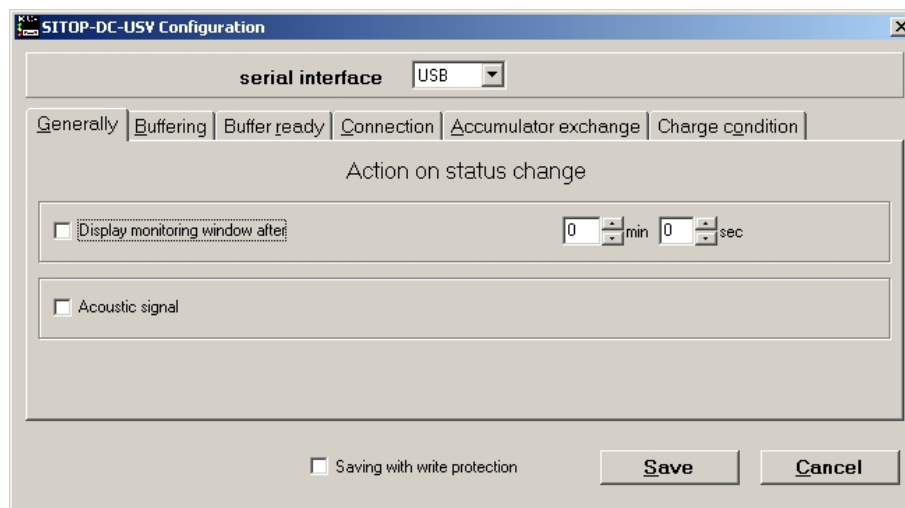 SITOP-DC-USV Configuration
serial interface USB
Generally Buffering Buffer ready Connection Accumulator exchange Charge condition
Action on status change
Display monitoring window after 0 min 0 sec
Acoustic signal
Saving with write protection Save Cancel